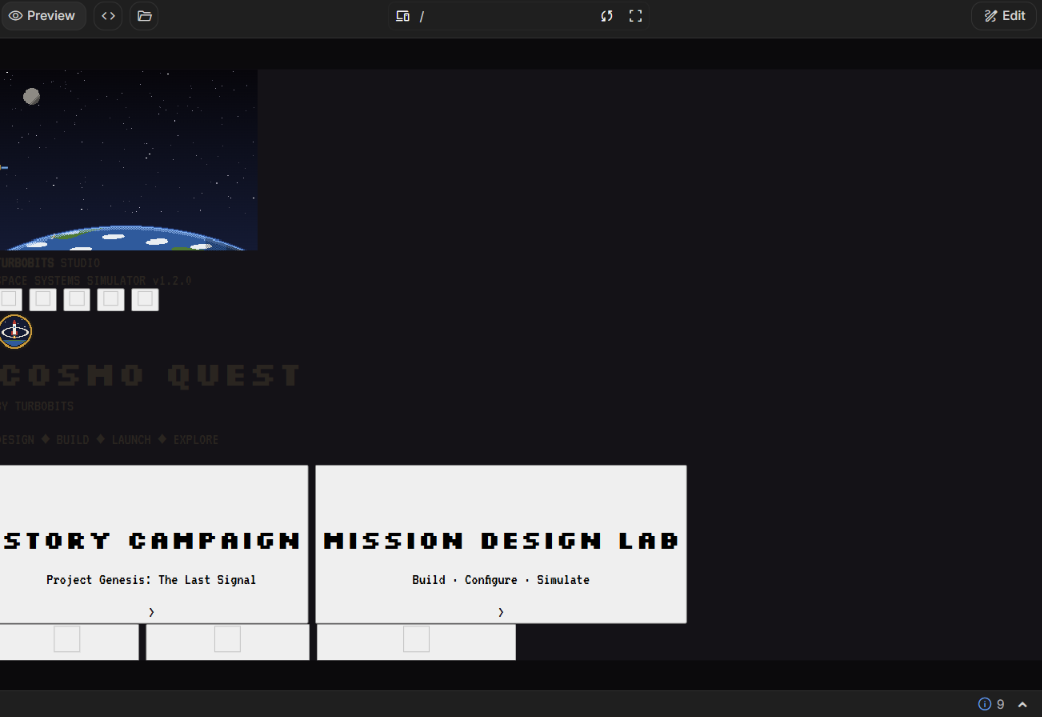 Preview
/
Edit
TURBOBITS STUDIO
SPACE SYSTEMS SIMULATOR v1.2.0
COSMO QUEST
BY TURBOBITS
DESIGN ◆ BUILD ◆ LAUNCH ◆ EXPLORE
STORY CAMPAIGN
Project Genesis: The Last Signal
MISSION DESIGN LAB
Build · Configure · Simulate
9